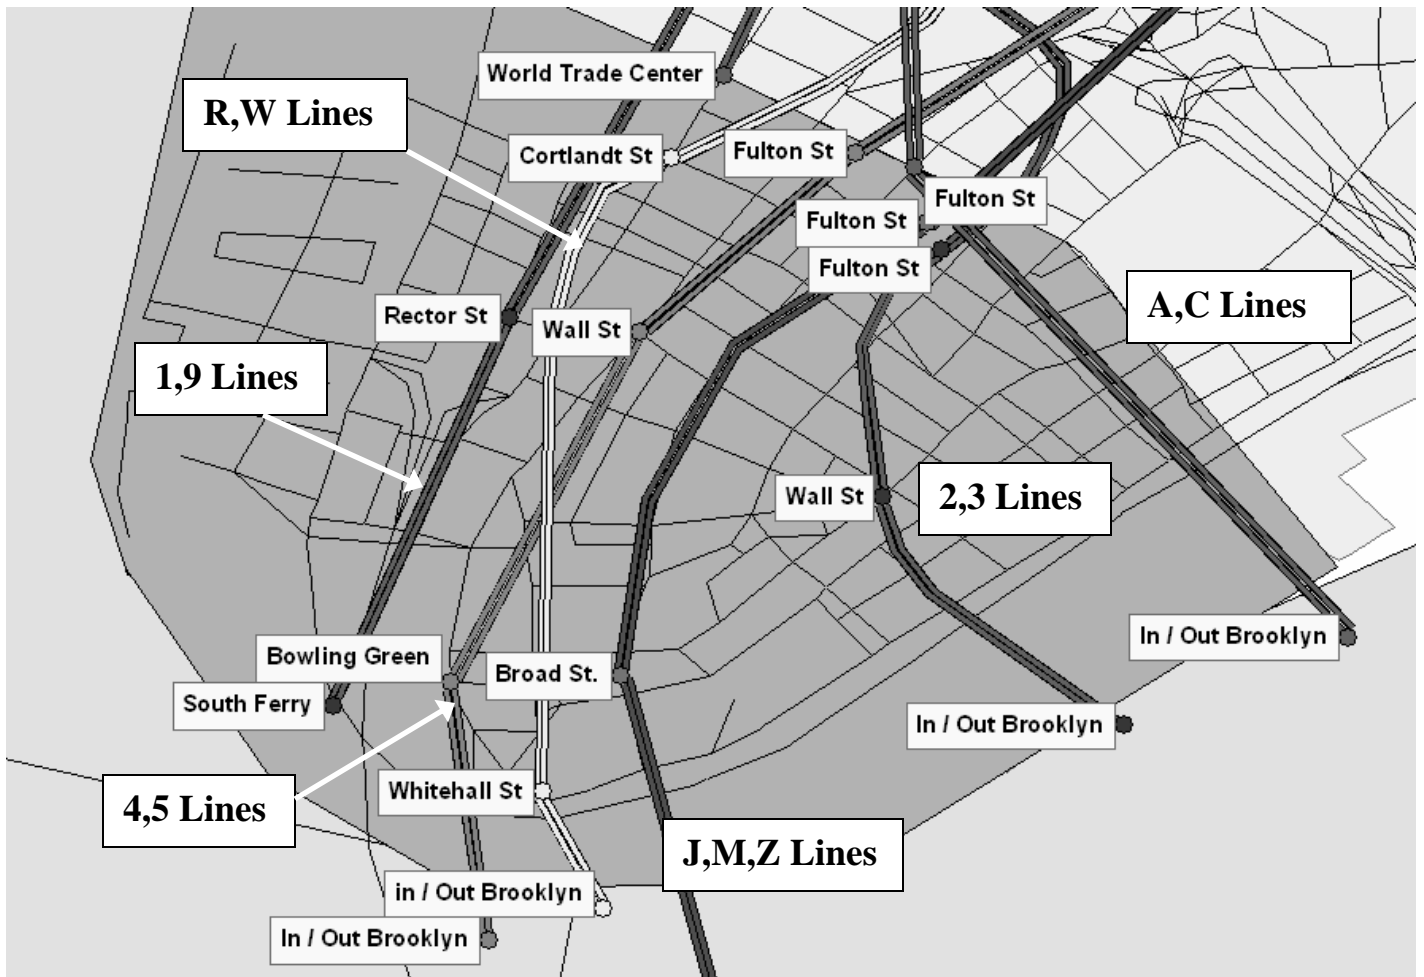 World Trade Center
R,W Lines
Cortlandt St
Fulton St
Fulton St
Fulton St
Fulton St
A,C Lines
Rector St
Wall St
1,9 Lines
Wall St
2,3 Lines
In / Out Brooklyn
Bowling Green
Broad St.
South Ferry
In / Out Brooklyn
Whitehall St
4,5 Lines
J,M,Z Lines
in / Out Brooklyn
In / Out Brooklyn